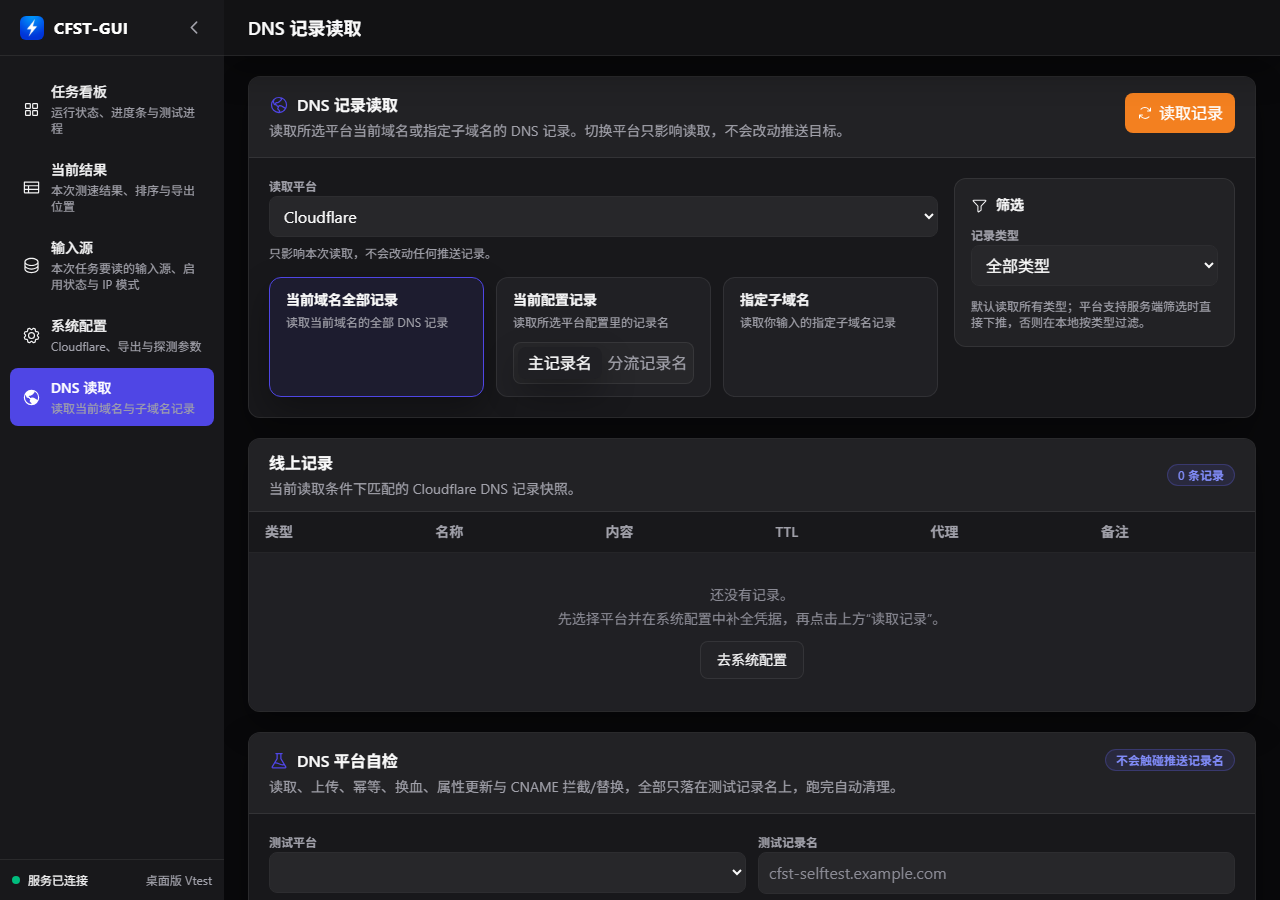 CFST-GUI
DNS 记录读取
任务看板
运行状态、进度条与测试进
程
当前结果
本次测速结果、排序与导出
位置
输入源
本次任务要读的输入源、启
用状态与 IP 模式
系统配置
Cloudflare、导出与探测参数
DNS 读取
读取当前域名与子域名记录
服务已连接
桌面版 Vtest
DNS 记录读取
读取所选平台当前域名或指定子域名的 DNS 记录。切换平台只影响读取，不会改动推送目标。
读取记录
读取平台
Cloudflare
只影响本次读取，不会改动任何推送记录。
当前域名全部记录
读取当前域名的全部 DNS 记录
当前配置记录
读取所选平台配置里的记录名
主记录名 分流记录名
指定子域名
读取你输入的指定子域名记录
筛选
记录类型
全部类型
默认读取所有类型；平台支持服务端筛选时直
接下推，否则在本地按类型过滤。
线上记录
当前读取条件下匹配的 Cloudflare DNS 记录快照。
0 条记录
类型 名称 内容 TTL 代理 备注
还没有记录。
先选择平台并在系统配置中补全凭据，再点击上方“读取记录”。
去系统配置
DNS 平台自检
读取、上传、幂等、换血、属性更新与 CNAME 拦截/替换，全部只落在测试记录名上，跑完自动清理。
不会触碰推送记录名
测试平台
测试记录名
cfst-selftest.example.com